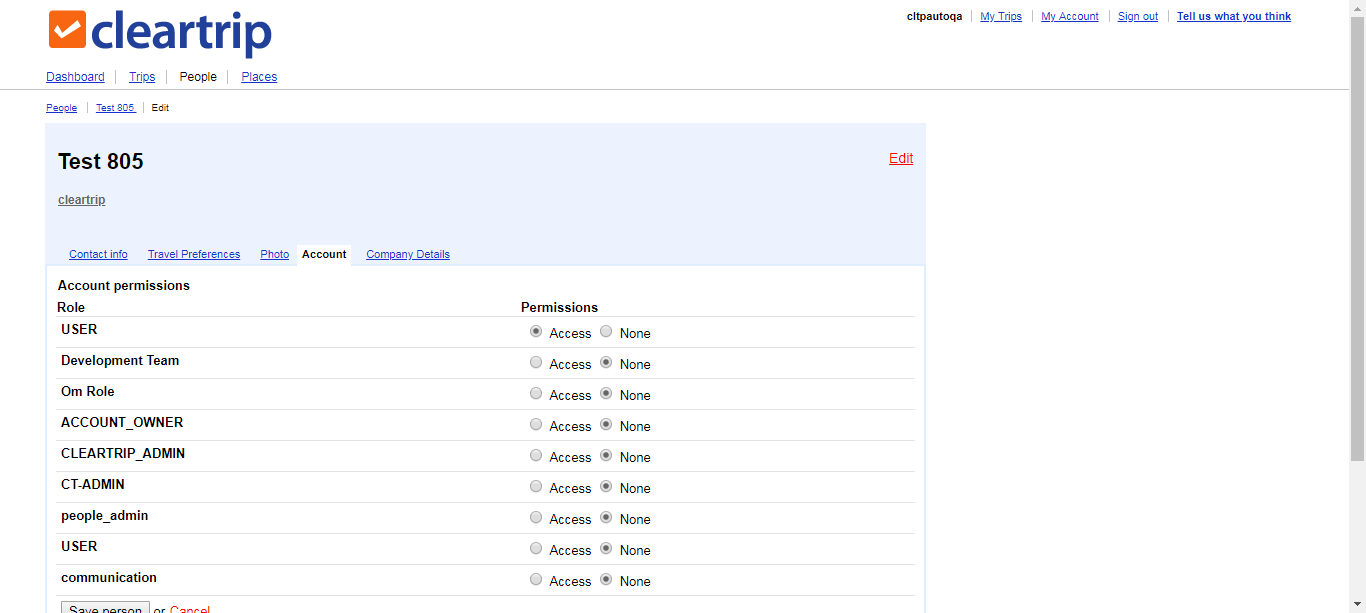 cleartrip
cltpautoqa My Trips My Account Sign out Tell us what you think
Dashboard Trips People Places
People Test 805 Edit
Test 805
Edit
cleartrip
Contact info Travel Preferences Photo Account Company Details
Account permissions
Role Permissions
USER Access None
Development Team Access None
Om Role Access None
ACCOUNT_OWNER Access None
CLEARTRIP_ADMIN Access None
CT-ADMIN Access None
people_admin Access None
USER Access None
communication Access None
Save person or Cancel